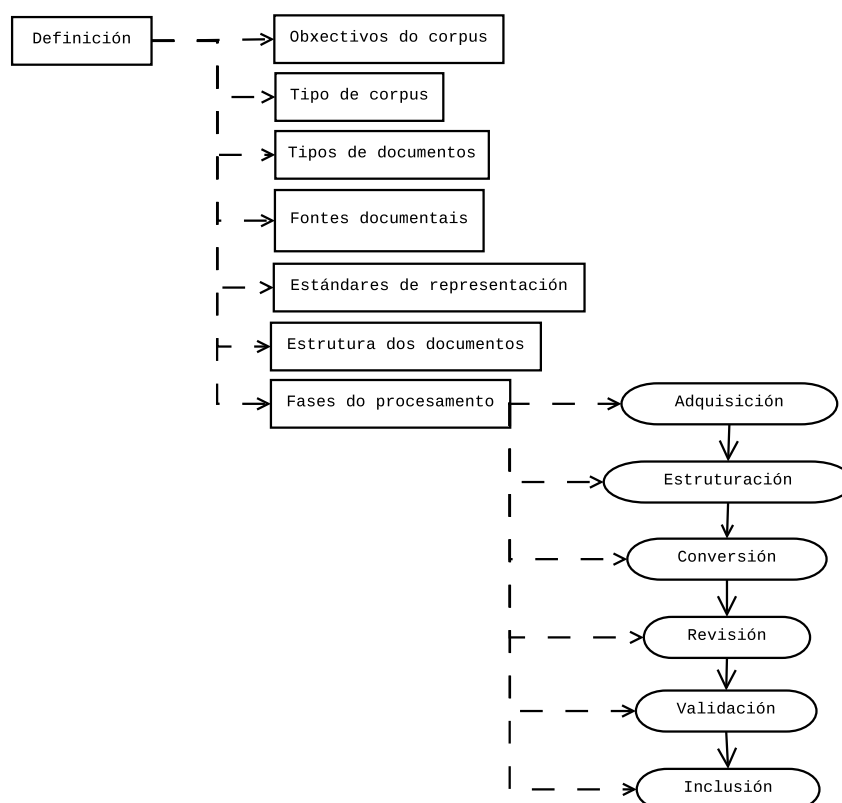 Definición
Obxectivos do corpus
Tipo de corpus
Tipos de documentos
Fontes documentais
Estándares de representación
Estrutura dos documentos
Fases do procesamento
Adquisición
Estruturación
Conversión
Revisión
Validación
Inclusión